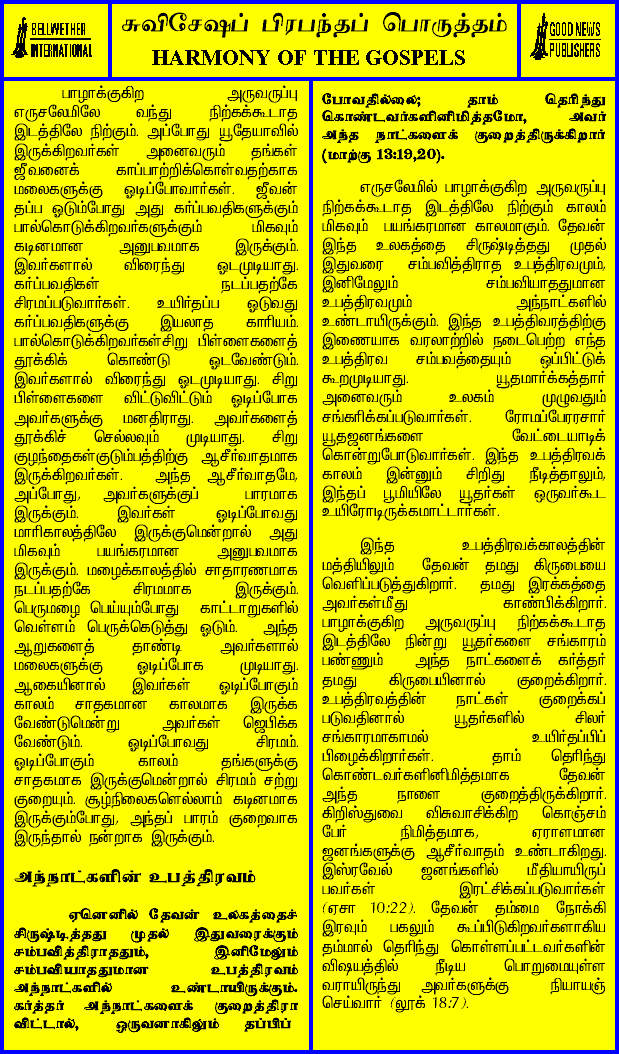 BELLWETHER
INTERNATIONAL
சுவிசேஷப் பிரபந்தப் பொருத்தம்
HARMONY OF THE GOSPELS
GOOD NEWS
PUBLISHERS
பாழாக்குகிற அருவருப்பு
எருசலேமிலே வந்து நிற்கக்கூடாத
இடத்திலே நிற்கும். அப்போது யூதேயாவில்
இருக்கிறவர்கள் அனைவரும் தங்கள்
ஜீவனைக் காப்பாற்றிக்கொள்வதற்காக
மலைகளுக்கு ஓடிப்போவார்கள். ஜீவன்
தப்ப ஓடும்போது அது கர்ப்பவதிகளுக்கும்
பால்கொடுக்கிறவர்களுக்கும் மிகவும்
கடினமான அனுபவமாக இருக்கும்.
இவர்களால் விரைந்து ஓடமுடியாது.
கர்ப்பவதிகள் நடப்பதற்கே
சிரமப்படுவார்கள். உயிர்தப்ப ஓடுவது
கர்ப்பவதிகளுக்கு இயலாத காரியம்.
பால்கொடுக்கிறவர்கள்சிறு பிள்ளைகளைத்
தூக்கிக் கொண்டு ஓடவேண்டும்.
இவர்களால் விரைந்து ஓடமுடியாது. சிறு
பிள்ளைகளை விட்டுவிட்டும் ஓடிப்போக
அவர்களுக்கு மனதிராது. அவர்களைத்
தூக்கிச் செல்லவும் முடியாது. சிறு
குழந்தைகள்குடும்பத்திற்கு ஆசீர்வாதமாக
இருக்கிறவர்கள். அந்த ஆசீர்வாதமே,
அப்போது, அவர்களுக்குப் பாரமாக
இருக்கும். இவர்கள் ஓடிப்போவது
மாரிகாலத்திலே இருக்குமென்றால் அது
மிகவும் பயங்கரமான அனுபவமாக
இருக்கும். மழைக்காலத்தில் சாதாரணமாக
நடப்பதற்கே சிரமமாக இருக்கும்.
பெருமழை பெய்யும்போது காட்டாறுகளில்
வெள்ளம் பெருக்கெடுத்து ஓடும். அந்த
ஆறுகளைத் தாண்டி அவர்களால்
மலைகளுக்கு ஓடிப்போக முடியாது.
ஆகையினால் இவர்கள் ஓடிப்போகும்
காலம் சாதகமான காலமாக இருக்க
வேண்டுமென்று அவர்கள் ஜெபிக்க
வேண்டும். ஓடிப்போவது சிரமம்.
ஓடிப்போகும் காலம் தங்களுக்கு
சாதகமாக இருக்குமென்றால் சிரமம் சற்று
குறையும். சூழ்நிலைகளெல்லாம் கடினமாக
இருக்கும்போது, அந்தப் பாரம் குறைவாக
இருந்தால் நன்றாக இருக்கும்.
அந்நாட்களின் உபத்திரவம்
ஏனெனில் தேவன் உலகத்தைச்
சிருஷ்டித்தது முதல் இதுவரைக்கும்
சம்பவித்திராததும், இனிமேலும்
சம்பவியாததுமான உபத்திரவம்
அந்நாட்களில் உண்டாயிருக்கும்.
கர்த்தர் அந்நாட்களைக் குறைத்திரா
விட்டால், ஒருவனாகிலும் தப்பிப்
போவதில்லை; தாம் தெரிந்து
கொண்டவர்களினிமித்தமோ, அவர்
அந்த நாட்களைக் குறைத்திருக்கிறார்
(மாற்கு 13:19,20).
எருசலேமில் பாழாக்குகிற அருவருப்பு
நிற்கக்கூடாத இடத்திலே நிற்கும் காலம்
மிகவும் பயங்கரமான காலமாகும். தேவன்
இந்த உலகத்தை சிருஷ்டித்தது முதல்
இதுவரை சம்பவித்திராத உபத்திரவமும்,
இனிமேலும் சம்பவியாததுமான
உபத்திரவமும் அந்நாட்களில்
உண்டாயிருக்கும். இந்த உபத்திவரத்திற்கு
இணையாக வரலாற்றில் நடைபெற்ற எந்த
உபத்திரவ சம்பவத்தையும் ஒப்பிட்டுக்
கூறமுடியாது. யூதமார்க்கத்தார்
அனைவரும் உலகம் முழுவதும்
சங்கரிக்கப்படுவார்கள். ரோமப்பேரரசார்
யூதஜனங்களை வேட்டையாடிக்
கொன்றுபோடுவார்கள். இந்த உபத்திரவக்
காலம் இன்னும் சிறிது நீடித்தாலும்,
இந்தப் பூமியிலே யூதர்கள் ஒருவர்கூட
உயிரோடிருக்கமாட்டார்கள்.
இந்த உபத்திரவக்காலத்தின்
மத்தியிலும் தேவன் தமது கிருபையை
வெளிப்படுத்துகிறார். தமது இரக்கத்தை
அவர்கள்மீது காண்பிக்கிறார்.
பாழாக்குகிற அருவருப்பு நிற்கக்கூடாத
இடத்திலே நின்று யூதர்களை சங்காரம்
பண்ணும் அந்த நாட்களைக் கர்த்தர்
தமது கிருபையினால் குறைக்கிறார்.
உபத்திரவத்தின் நாட்கள் குறைக்கப்
படுவதினால் யூதர்களில் சிலர்
சங்காரமாகாமல் உயிர்தப்பிப்
பிழைக்கிறார்கள். தாம் தெரிந்து
கொண்டவர்களினிமித்தமாக தேவன்
அந்த நாளை குறைத்திருக்கிறார்.
கிறிஸ்துவை விசுவாசிக்கிற கொஞ்சம்
பேர் நிமித்தமாக, ஏராளமான
ஜனங்களுக்கு ஆசீர்வாதம் உண்டாகிறது.
இஸ்ரவேல் ஜனங்களில் மீதியாயிருப்
பவர்கள் இரட்சிக்கப்படுவார்கள்
(ஏசா 10:22). தேவன் தம்மை நோக்கி
இரவும் பகலும் கூப்பிடுகிறவர்களாகிய
தம்மால் தெரிந்து கொள்ளப்பட்டவர்களின்
விஷயத்தில் நீடிய பொறுமையுள்ள
வராயிருந்து அவர்களுக்கு நியாயஞ்
செய்வார் (லூக் 18:7).